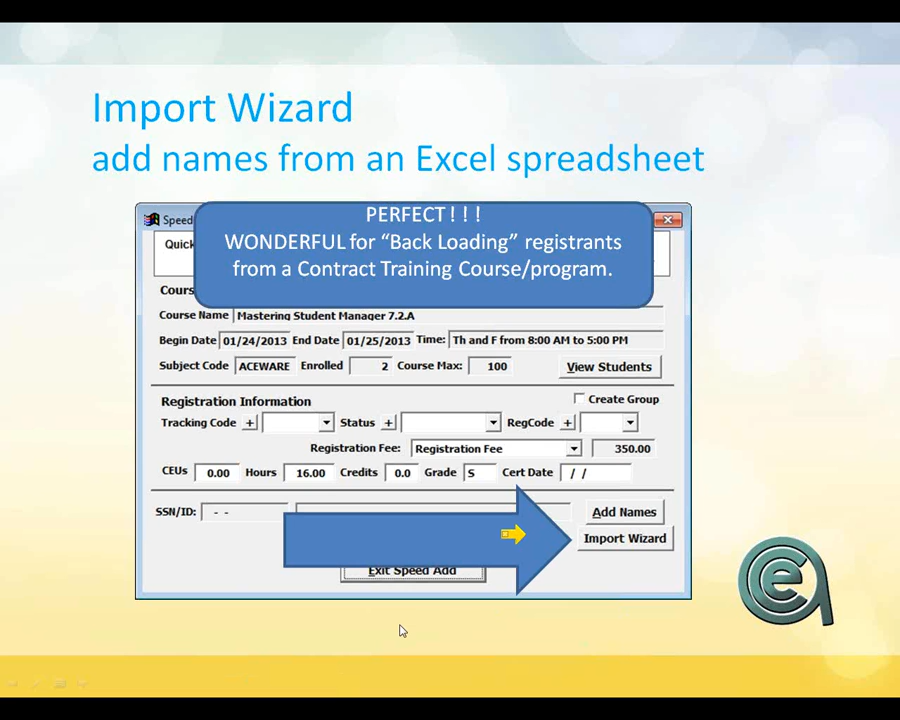 Import Wizard
add names from an Excel spreadsheet
Speed
PERFECT ! ! !
WONDERFUL for “Back Loading” registrants
from a Contract Training Course/program.
Quick
Cours
Course Name Mastering Student Manager 7.2.A
Begin Date 01/24/2013 End Date 01/25/2013 Time: Th and F from 8:00 AM to 5:00 PM
Subject Code ACEWARE Enrolled 2 Course Max: 100 View Students
Registration Information Create Group
Tracking Code + Status + RegCode +
Registration Fee: Registration Fee 350.00
CEUs 0.00 Hours 16.00 Credits 0.0 Grade S Cert Date / /
SSN/ID: - - Add Names
Import Wizard
Exit Speed Add